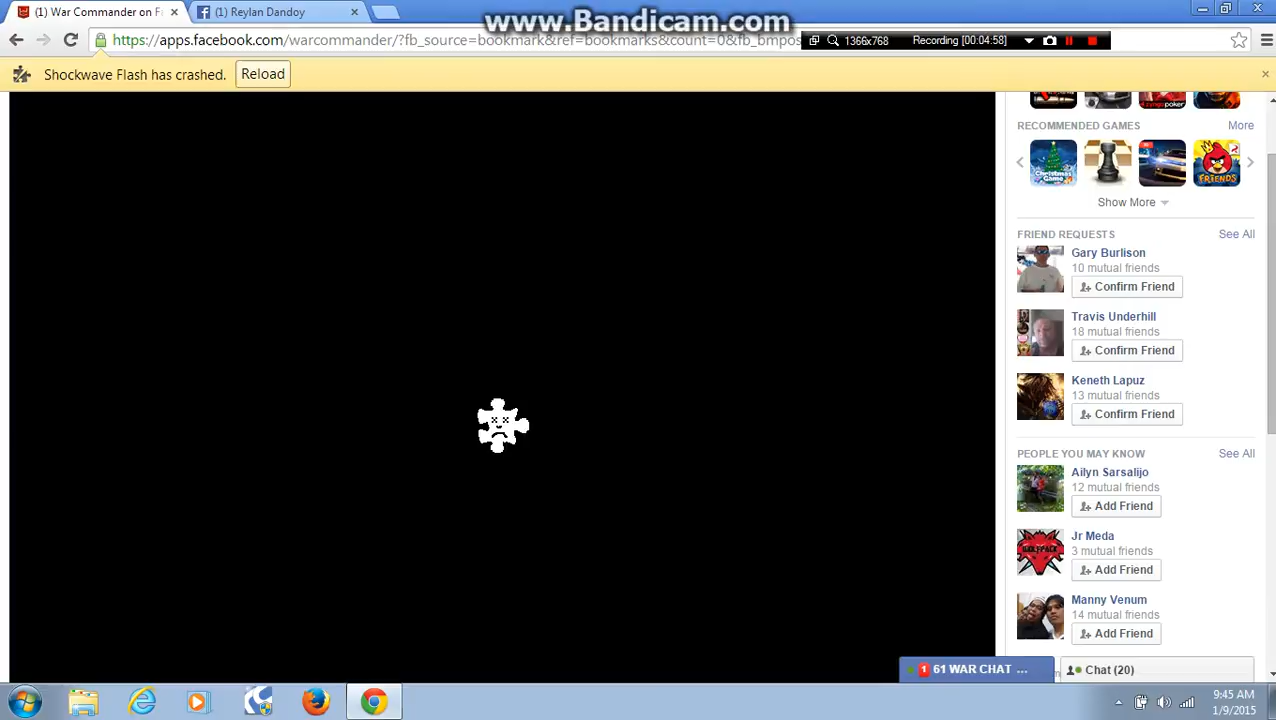 (1) War Commander on F
(1) Reylan Dandoy
www.Bandicam.com
https://apps.facebook.com/warcommander/?fb_source=bookmark&ref=bookmarks&count=0&fb_bmpos
1366x768
Recording [00:04:58]
Shockwave Flash has crashed.
Reload
RECOMMENDED GAMES
More
FRIENDS
Show More
FRIEND REQUESTS
See All
Gary Burlison
10 mutual friends
Confirm Friend
Travis Underhill
18 mutual friends
Confirm Friend
Keneth Lapuz
13 mutual friends
Confirm Friend
PEOPLE YOU MAY KNOW
See All
Ailyn Sarsalijo
12 mutual friends
Add Friend
Jr Meda
3 mutual friends
Add Friend
WOLFPACK
Manny Venum
14 mutual friends
Add Friend
1 61 WAR CHAT ...
Chat (20)
9:45 AM
1/9/2015